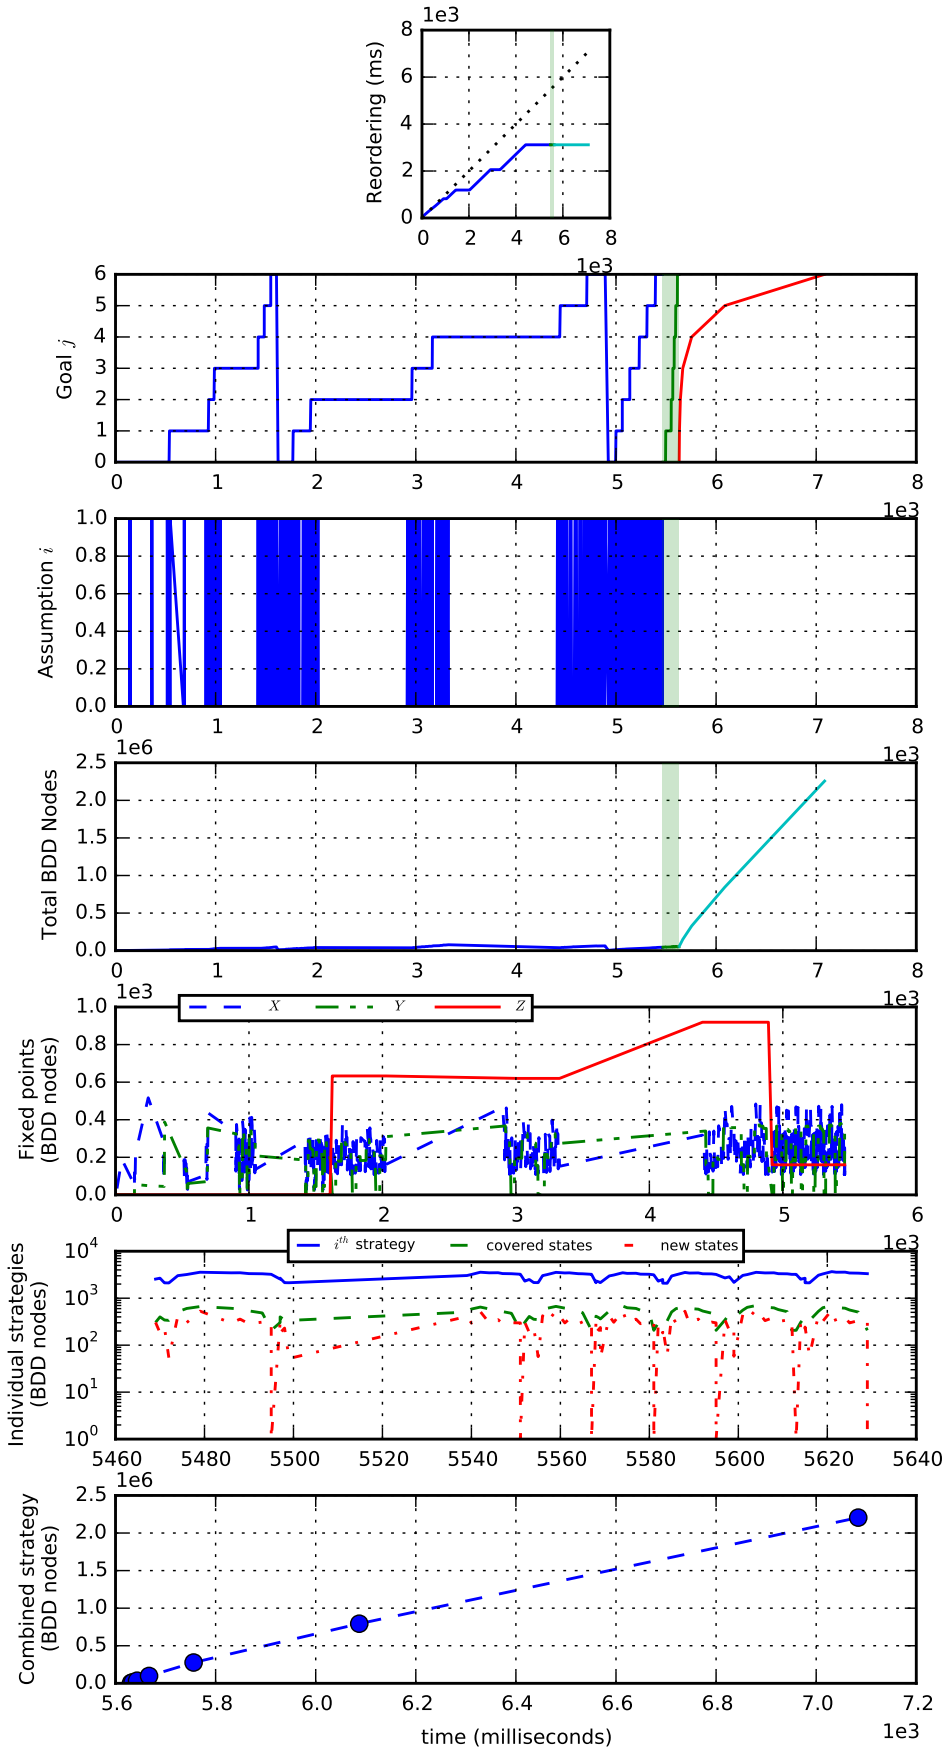 1e3
8
6
4
2
0
Reordering (ms)
0 2 4 6 8
1e3
6
5
4
3
2
1
0
Goal j
0 1 2 3 4 5 6 7 8
1e3
1.0
0.8
0.6
0.4
0.2
0.0
Assumption i
0 1 2 3 4 5 6 7 8
1e6
1e3
2.5
2.0
1.5
1.0
0.5
0.0
Total BDD Nodes
0 1 2 3 4 5 6 7 8
1e3
1e3
X Y Z
1.0
0.8
0.6
0.4
0.2
0.0
Fixed points
(BDD nodes)
0 1 2 3 4 5 6
1e3
i^th strategy covered states new states
10^4
10^3
10^2
10^1
10^0
Individual strategies
(BDD nodes)
5460 5480 5500 5520 5540 5560 5580 5600 5620 5640
1e6
2.5
2.0
1.5
1.0
0.5
0.0
Combined strategy
(BDD nodes)
5.6 5.8 6.0 6.2 6.4 6.6 6.8 7.0 7.2
time (milliseconds)
1e3